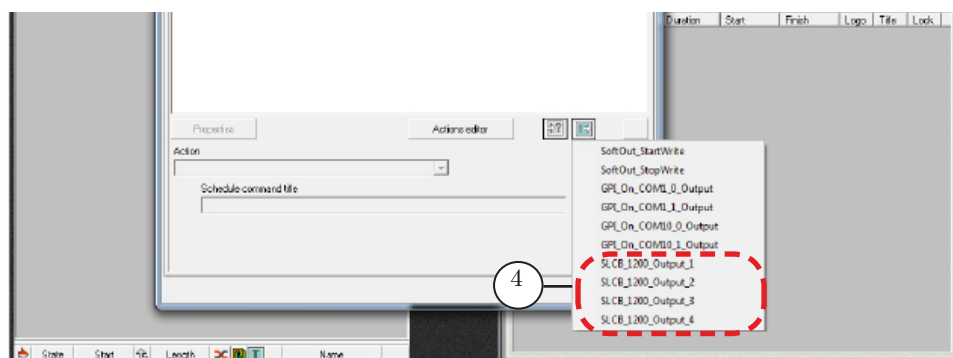 Duration Start Finish Logo Title Lock
Properties Actions editor
Action
Schedule command title
SoftOut_StartWrite
SoftOut_StopWrite
GPI_On_COM1_0_Output
GPI_On_COM1_1_Output
GPI_On_COM10_0_Output
GPI_On_COM10_1_Output
SLCB_1200_Output_1
SLCB_1200_Output_2
SLCB_1200_Output_3
SLCB_1200_Output_4
4
State Start Length T Name